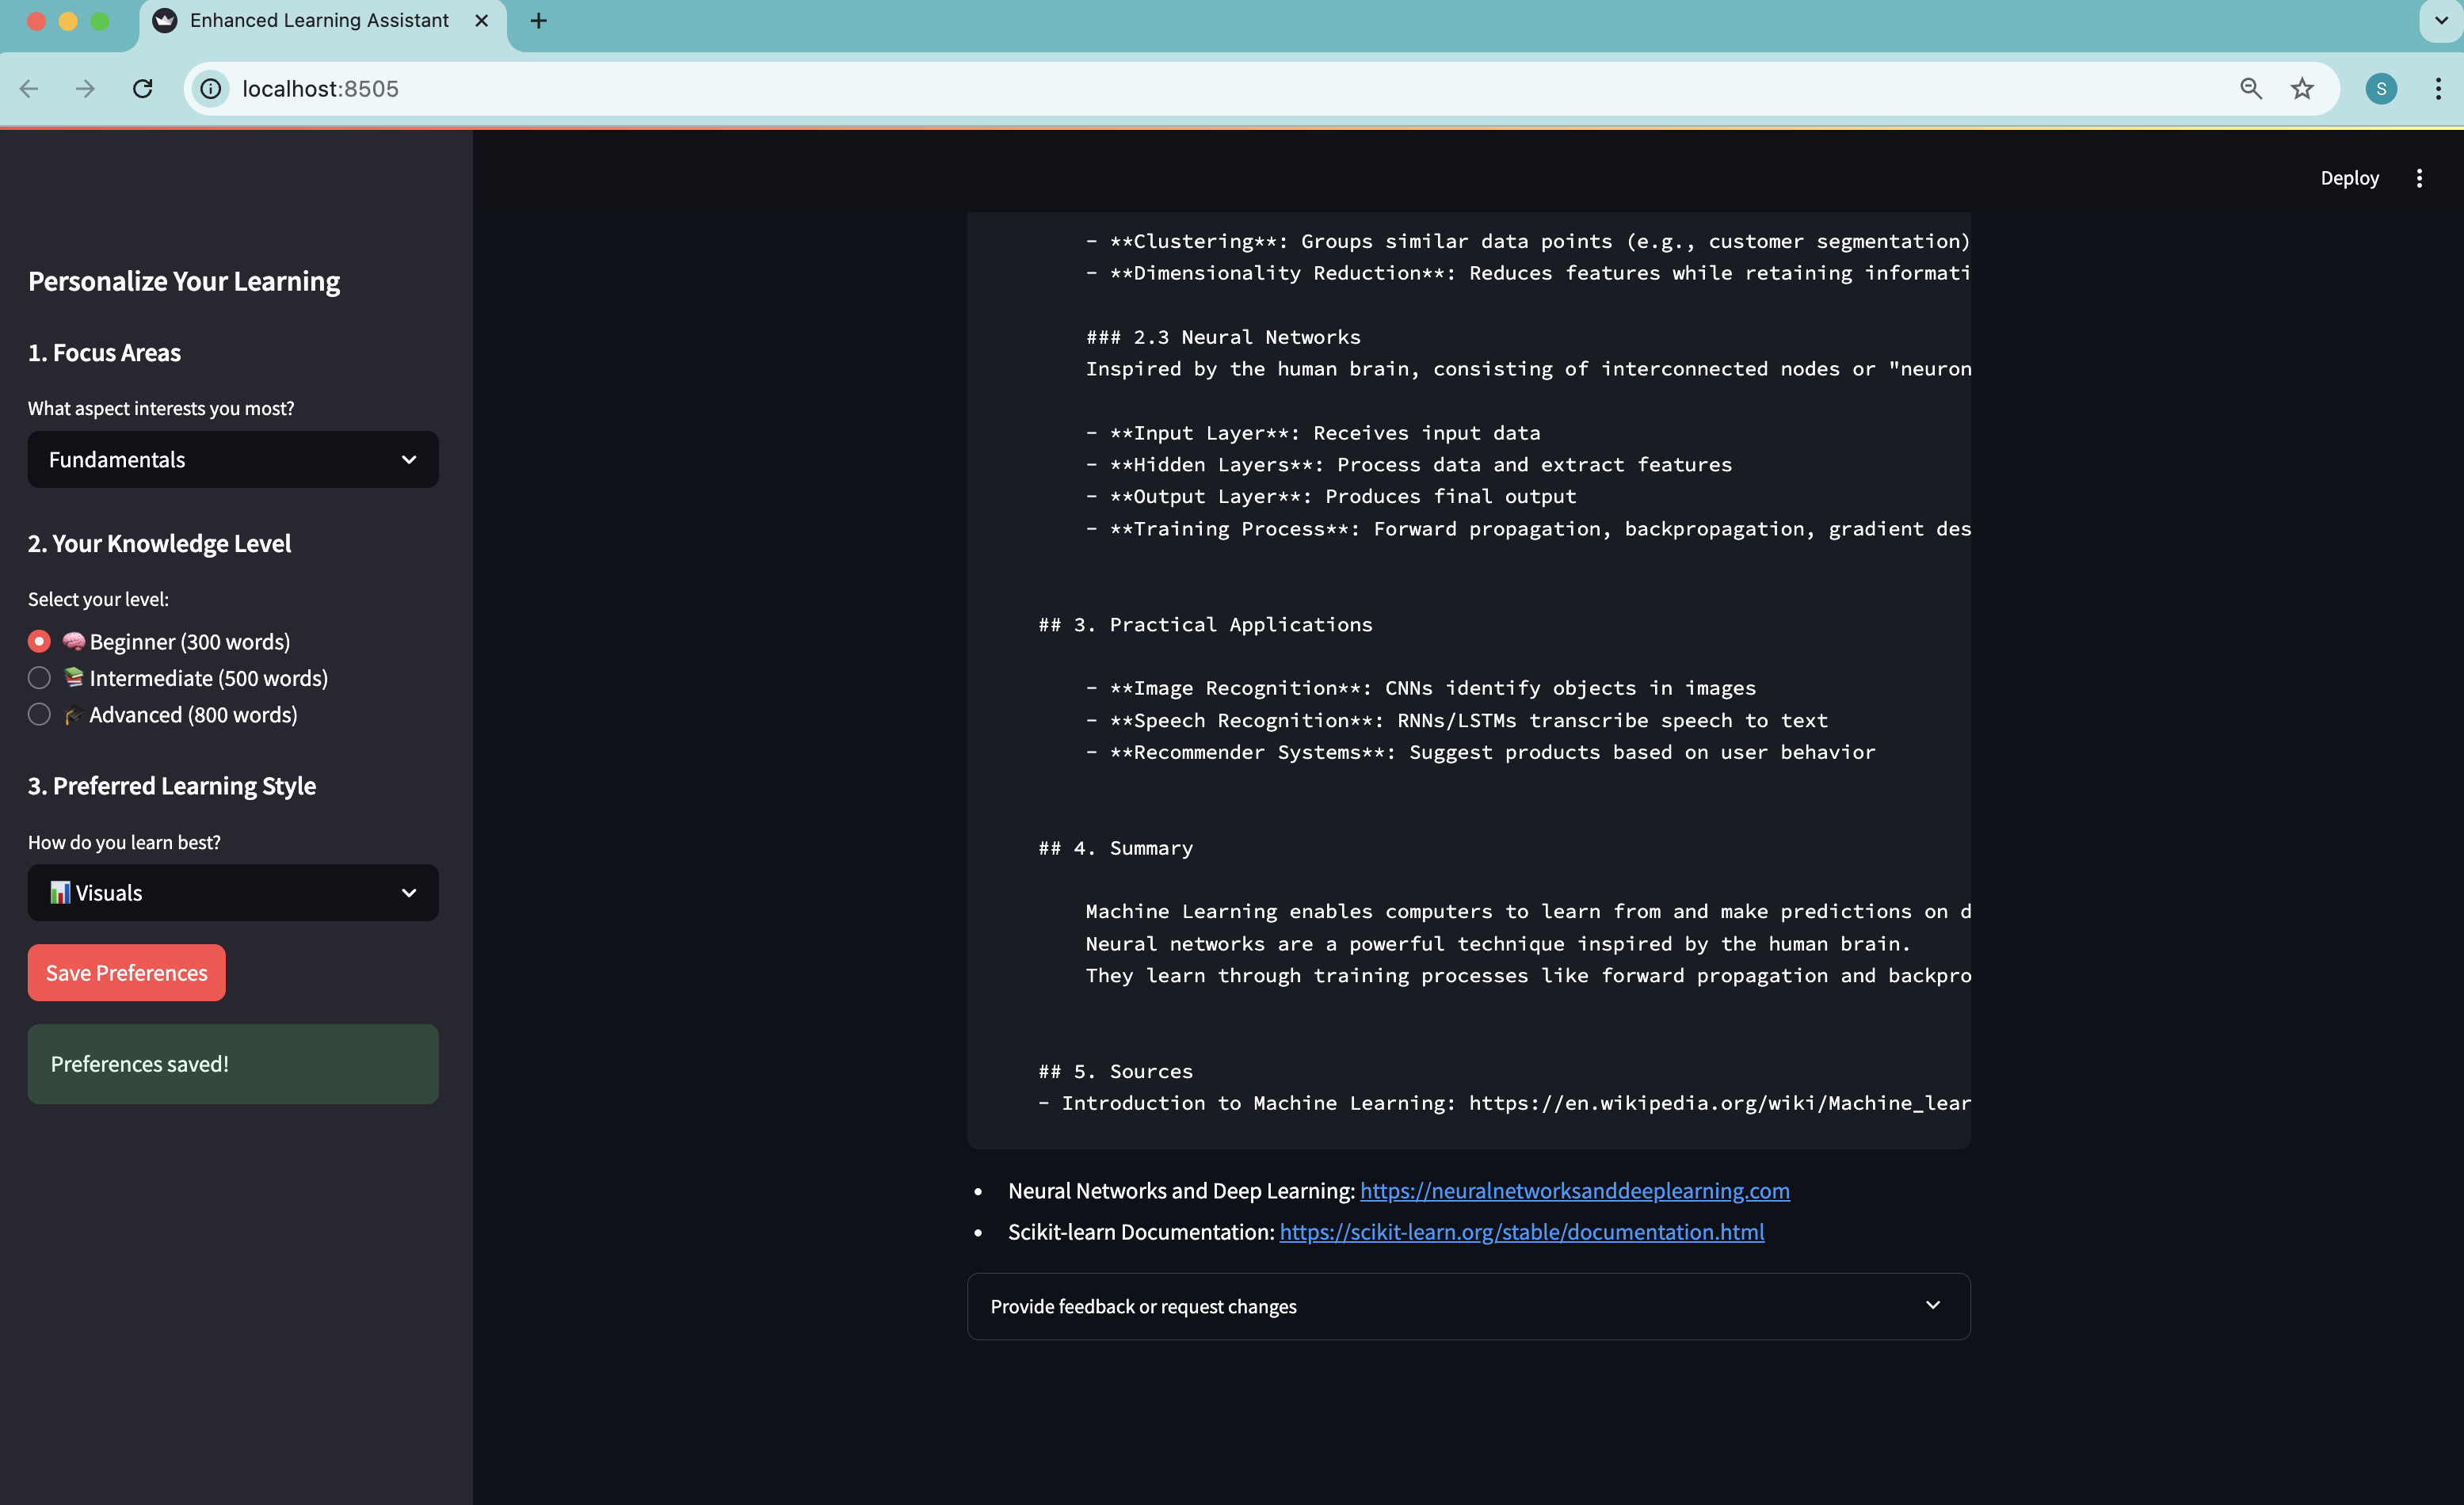 Enhanced Learning Assistant
localhost:8505
S
Deploy
Personalize Your Learning
1. Focus Areas
What aspect interests you most?
Fundamentals
2. Your Knowledge Level
Select your level:
🧠 Beginner (300 words)
📚 Intermediate (500 words)
🎓 Advanced (800 words)
3. Preferred Learning Style
How do you learn best?
📊 Visuals
Save Preferences
Preferences saved!
- **Clustering**: Groups similar data points (e.g., customer segmentation)
- **Dimensionality Reduction**: Reduces features while retaining informati
### 2.3 Neural Networks
Inspired by the human brain, consisting of interconnected nodes or "neuron
- **Input Layer**: Receives input data
- **Hidden Layers**: Process data and extract features
- **Output Layer**: Produces final output
- **Training Process**: Forward propagation, backpropagation, gradient des
## 3. Practical Applications
- **Image Recognition**: CNNs identify objects in images
- **Speech Recognition**: RNNs/LSTMs transcribe speech to text
- **Recommender Systems**: Suggest products based on user behavior
## 4. Summary
Machine Learning enables computers to learn from and make predictions on d
Neural networks are a powerful technique inspired by the human brain.
They learn through training processes like forward propagation and backpro
## 5. Sources
- Introduction to Machine Learning: https://en.wikipedia.org/wiki/Machine_lear
• Neural Networks and Deep Learning: https://neuralnetworksanddeeplearning.com
• Scikit-learn Documentation: https://scikit-learn.org/stable/documentation.html
Provide feedback or request changes